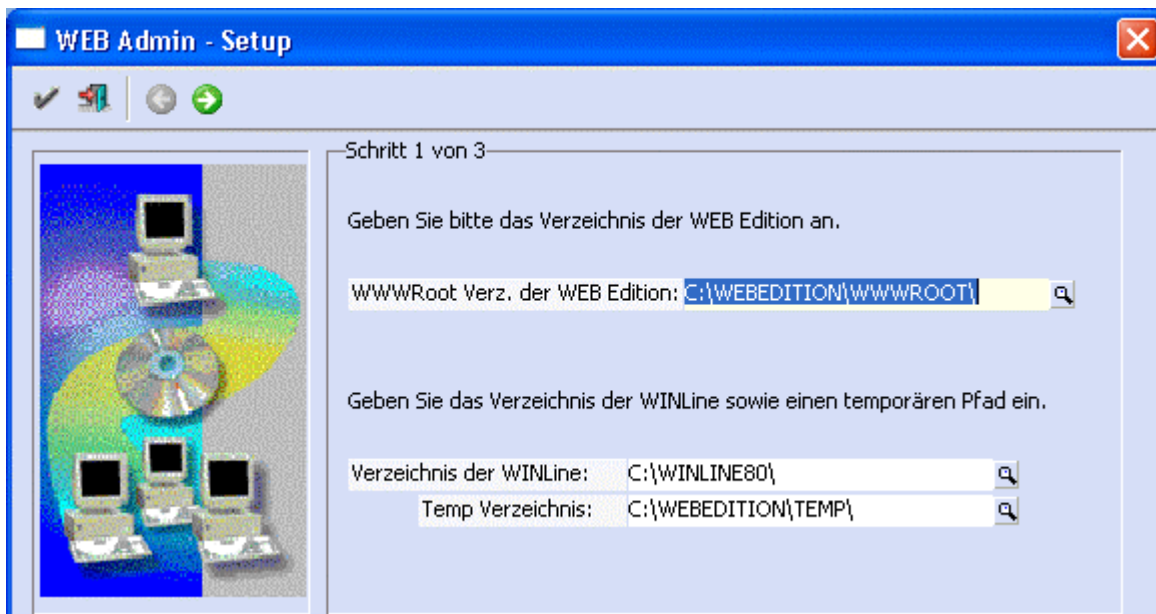 WEB Admin - Setup
Schritt 1 von 3
Geben Sie bitte das Verzeichnis der WEB Edition an.
WWWRoot Verz. der WEB Edition: C:\WEBEDITION\WWWROOT\
Geben Sie das Verzeichnis der WINLine sowie einen temporären Pfad ein.
Verzeichnis der WINLine: C:\WINLINE80\
Temp Verzeichnis: C:\WEBEDITION\TEMP\